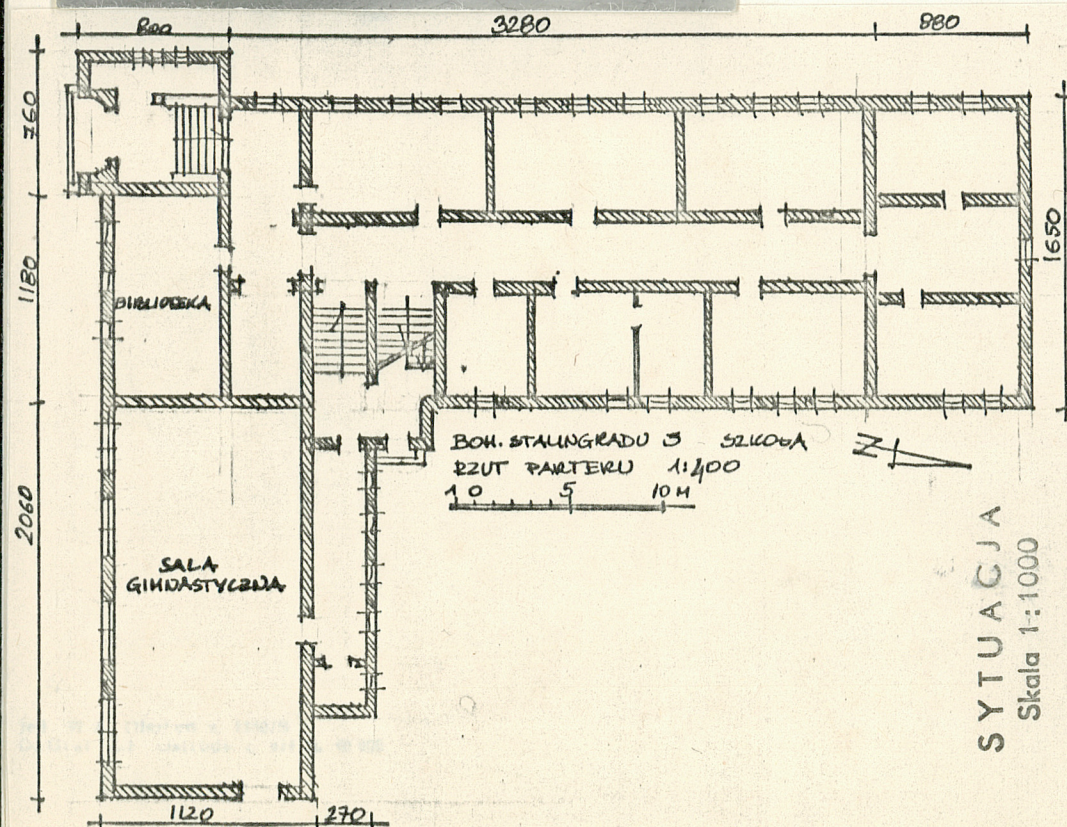 800
3280
880
760
1180
2060
1650
BIBLIOTEKA
BOH. STALINGRADU 3 SZKOŁA
RZUT PARTERU 1:400
1 0 5 10 M
N
SALA
GIMNASTYCZNA
1120
270
SYTUACJA
Skala 1:1000